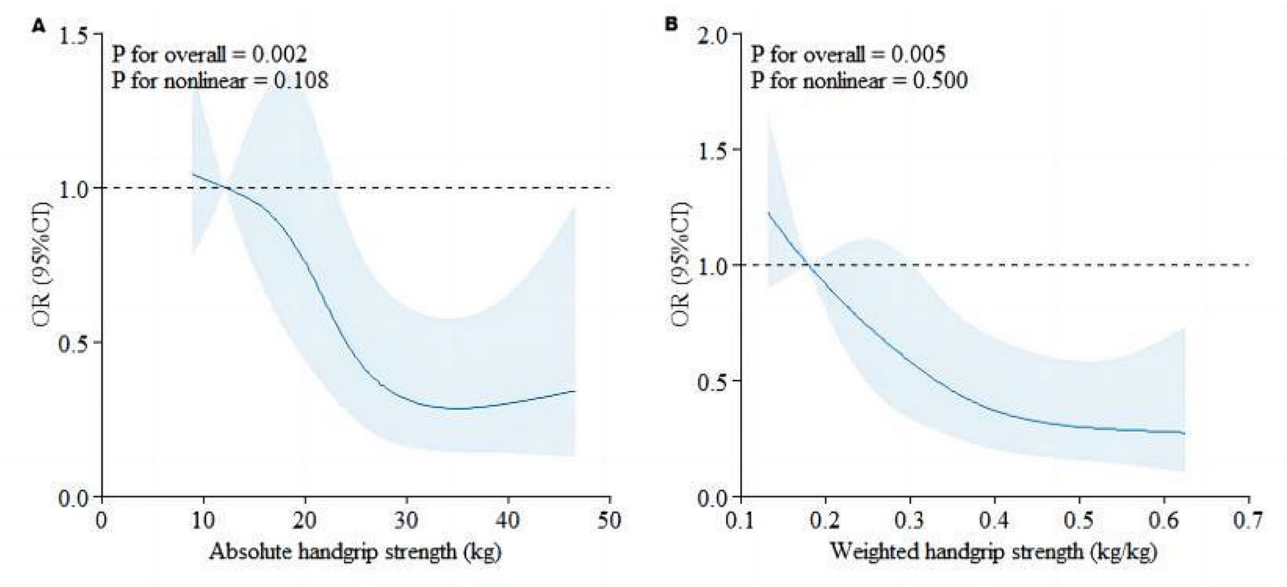 A
P for overall = 0.002
P for nonlinear = 0.108
1.5
1.0
0.5
0.0
OR (95%CI)
0 10 20 30 40 50
Absolute handgrip strength (kg)
B
P for overall = 0.005
P for nonlinear = 0.500
2.0
1.5
1.0
0.5
0.0
OR (95%CI)
0.1 0.2 0.3 0.4 0.5 0.6 0.7
Weighted handgrip strength (kg/kg)